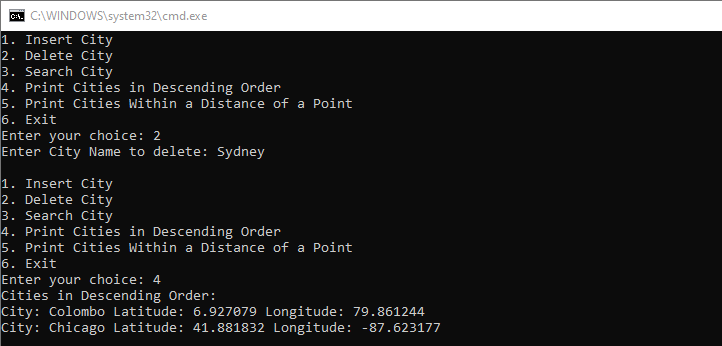 C:\WINDOWS\system32\cmd.exe
1. Insert City
2. Delete City
3. Search City
4. Print Cities in Descending Order
5. Print Cities Within a Distance of a Point
6. Exit
Enter your choice: 2
Enter City Name to delete: Sydney
1. Insert City
2. Delete City
3. Search City
4. Print Cities in Descending Order
5. Print Cities Within a Distance of a Point
6. Exit
Enter your choice: 4
Cities in Descending Order:
City: Colombo Latitude: 6.927079 Longitude: 79.861244
City: Chicago Latitude: 41.881832 Longitude: -87.623177